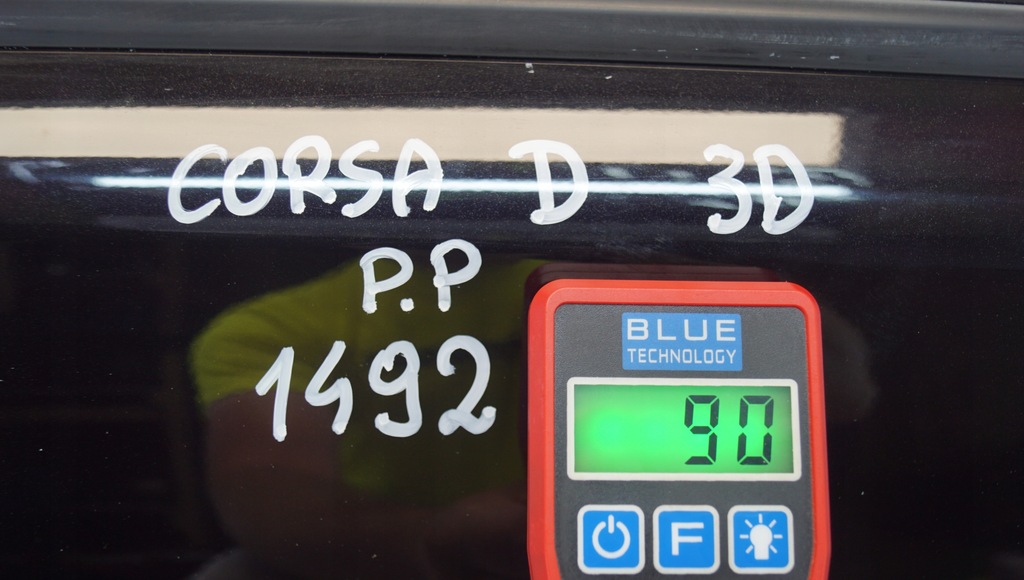 CORSA D 3D
P.P
1492
BLUE
TECHNOLOGY
90
F